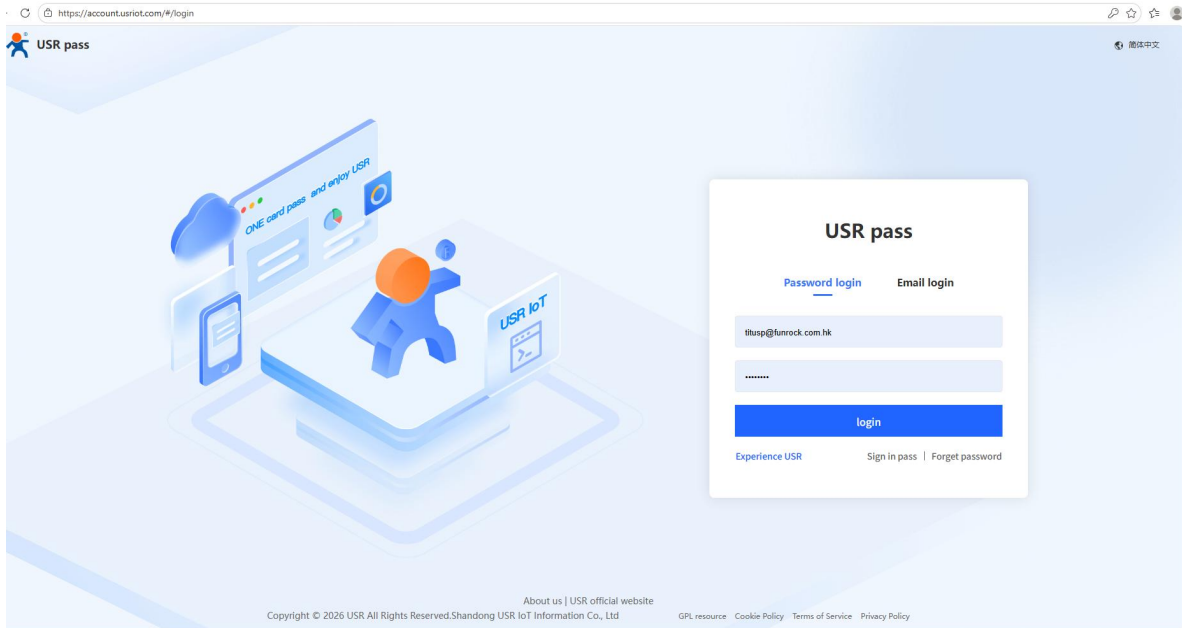 https://account.usriot.com/#/login
USR pass
简体中文
ONE card pass and enjoy USR
USR IoT
USR pass
Password login Email login
titusp@funrock.com.hk
••••••••
login
Experience USR Sign in pass | Forget password
About us | USR official website
Copyright © 2026 USR All Rights Reserved.Shandong USR IoT Information Co., Ltd GPL resource Cookie Policy Terms of Service Privacy Policy